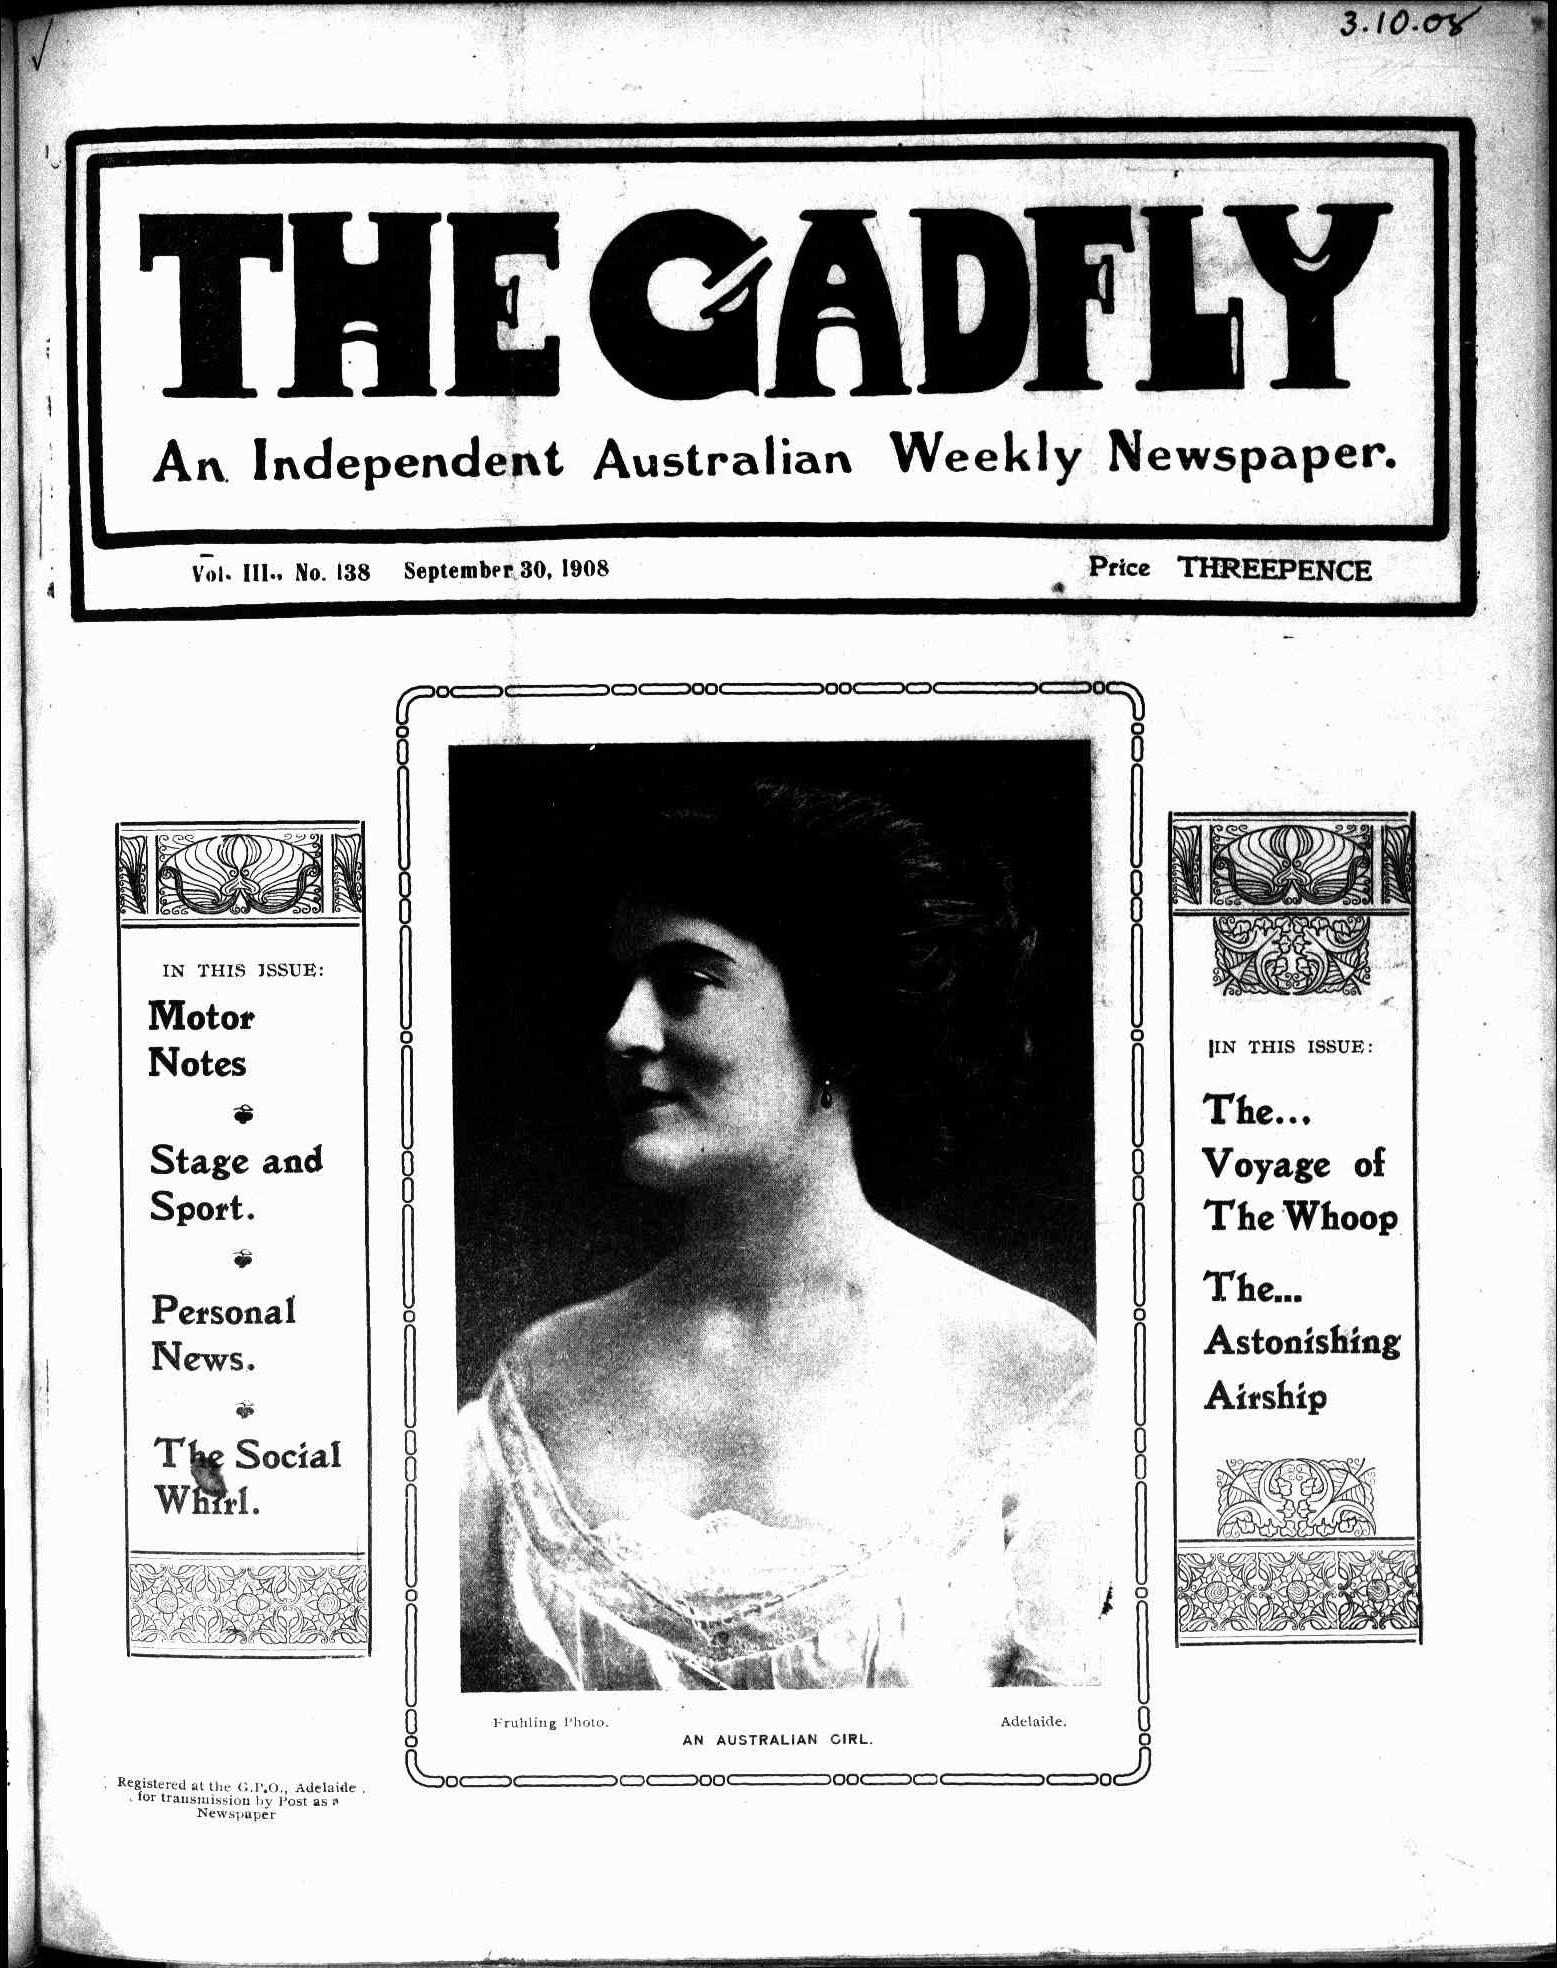 3.10.08
THE GADFLY
An Independent Australian Weekly Newspaper.
Vol. III., No. 138 September 30, 1908 Price THREEPENCE
IN THIS ISSUE:
Motor
Notes
Stage and
Sport.
Personal
News.
The Social
Whirl.
Fruhling Photo. Adelaide.
AN AUSTRALIAN GIRL.
IN THIS ISSUE:
The...
Voyage of
The Whoop
The...
Astonishing
Airship
Registered at the G.P.O., Adelaide
for transmission by Post as a
Newspaper